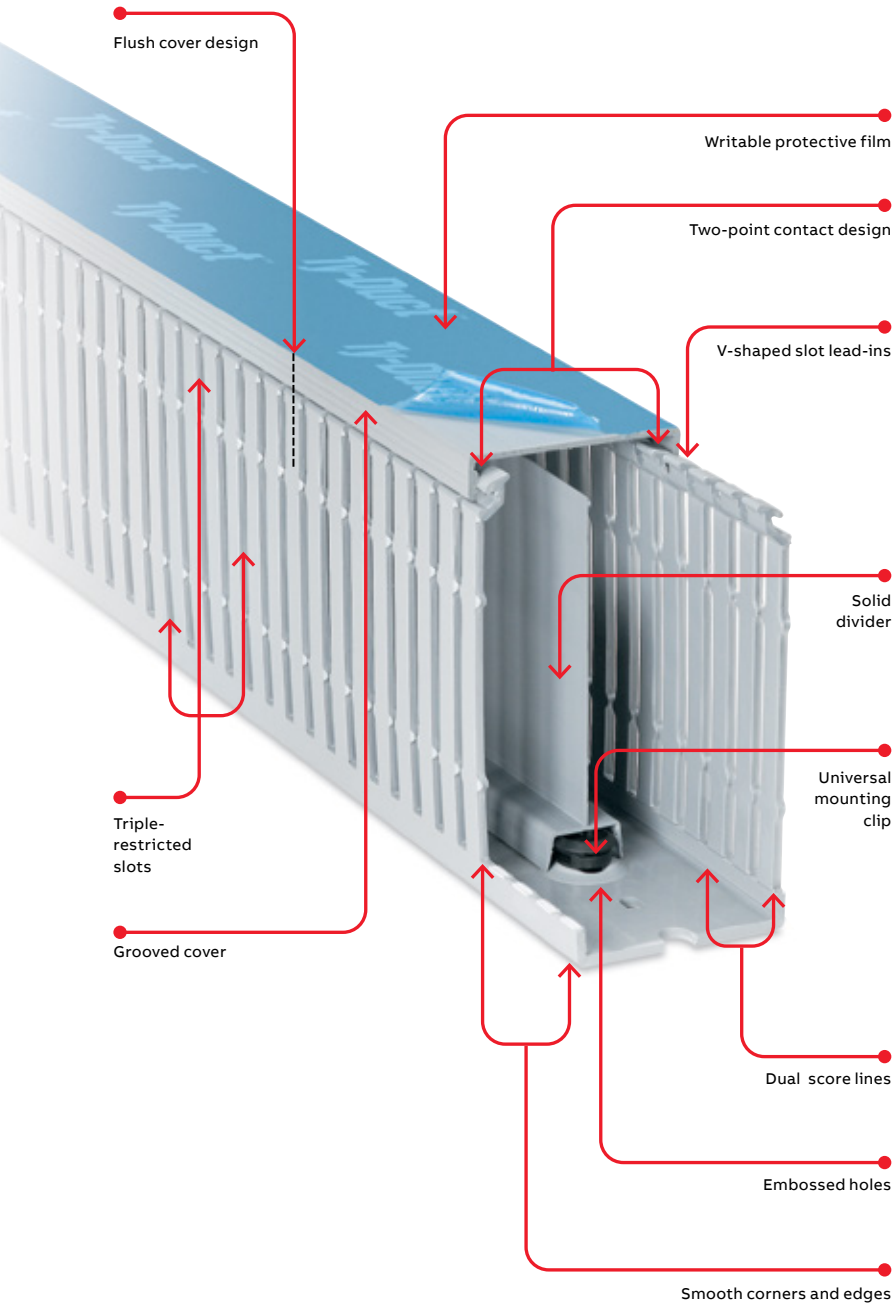 Flush cover design
Writable protective film
Two-point contact design
V-shaped slot lead-ins
Solid
divider
Universal
mounting
clip
Triple-
restricted
slots
Grooved cover
Dual score lines
Embossed holes
Smooth corners and edges
Ty-Duct
Ty-Duct
Ty-Duct